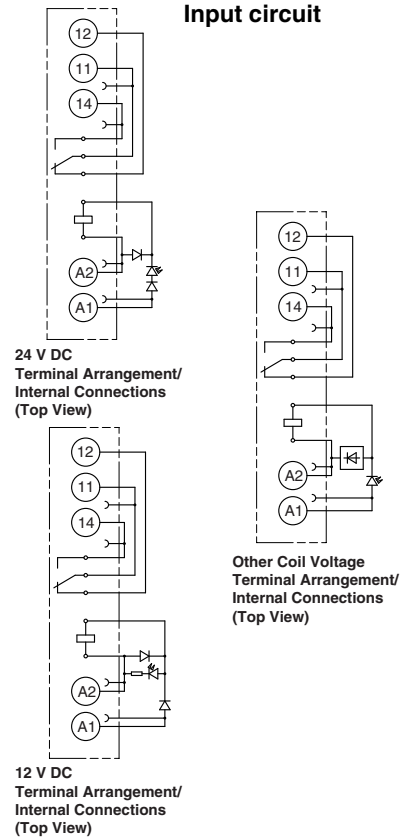 Input circuit
12
11
14
A2
A1
24 V DC
Terminal Arrangement/
Internal Connections
(Top View)
12
11
14
A2
A1
12 V DC
Terminal Arrangement/
Internal Connections
(Top View)
12
11
14
A2
A1
Other Coil Voltage
Terminal Arrangement/
Internal Connections
(Top View)